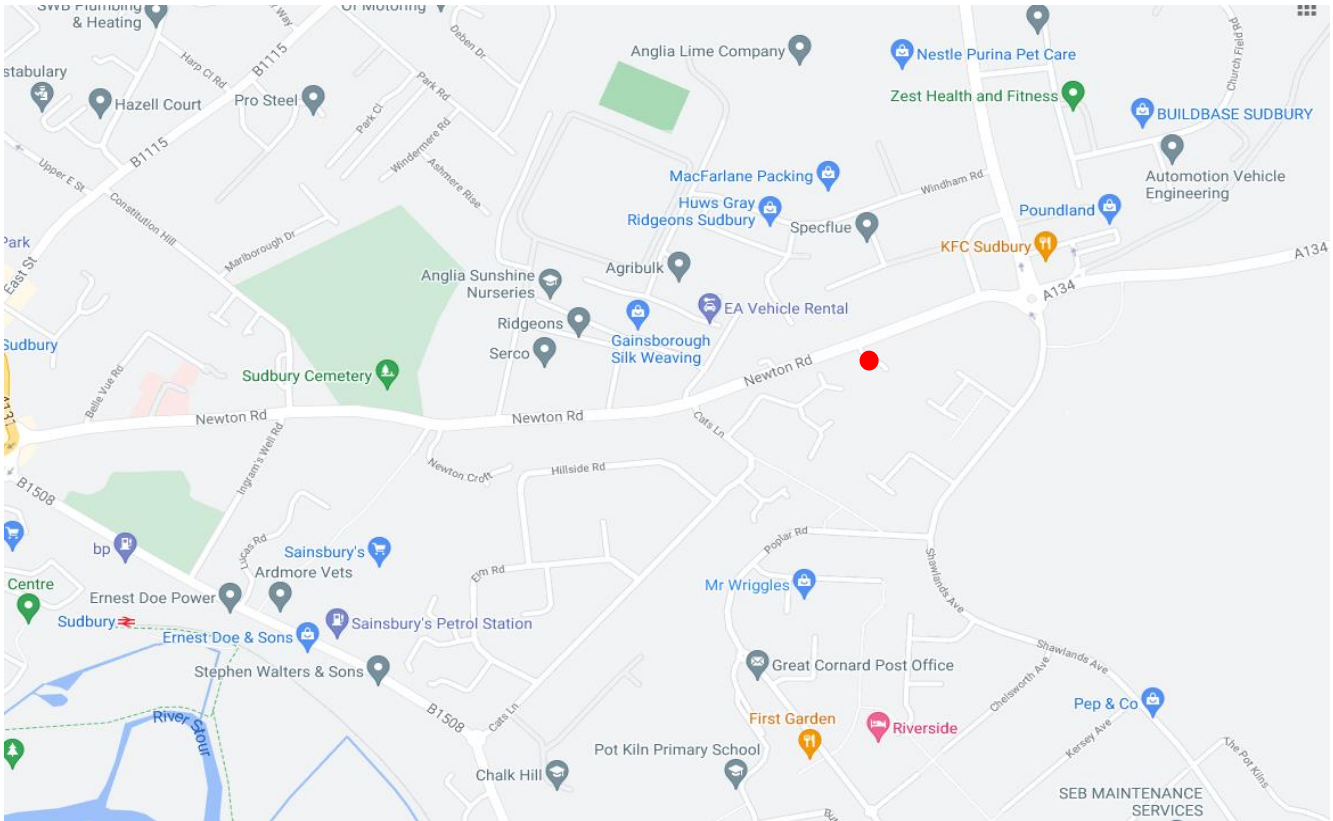 SWB Plumbing
& Heating
Of Motoring
Way
B1115
Deben Dr
Anglia Lime Company
Nestle Purina Pet Care
Church Field Rd
stabulary
Harp Cl Rd
Park Rd
Zest Health and Fitness
Hazell Court
Pro Steel
Park Cl
BUILDBASE SUDBURY
B1115
Windermere Rd
Upper E St
Ashmere Rise
MacFarlane Packing
Windham Rd
Automotion Vehicle
Engineering
Constitution Hill
Huws Gray
Ridgeons Sudbury
Poundland
Marlborough Dr
Specflue
Park
KFC Sudbury
A134
East St
Anglia Sunshine
Nurseries
Agribulk
A134
EA Vehicle Rental
Ridgeons
Gainsborough
Silk Weaving
Sudbury
Serco
Newton Rd
Belle Vue Rd
Sudbury Cemetery
A131
Newton Rd
Newton Rd
Cats Ln
Ingram's Well Rd
Newton Croft
Hillside Rd
B1508
Poplar Rd
bp
Lucas Rd
Sainsbury's
Shawlands Ave
Elm Rd
Centre
Ardmore Vets
Mr Wriggles
Ernest Doe Power
Sudbury
Ernest Doe & Sons
Sainsbury's Petrol Station
Shawlands Ave
Stephen Walters & Sons
Great Cornard Post Office
Chelsworth Ave
B1508
Cats Ln
Pep & Co
River Stour
First Garden
Riverside
Kersey Ave
The Pot Kilns
Pot Kiln Primary School
Chalk Hill
SEB MAINTENANCE
SERVICES